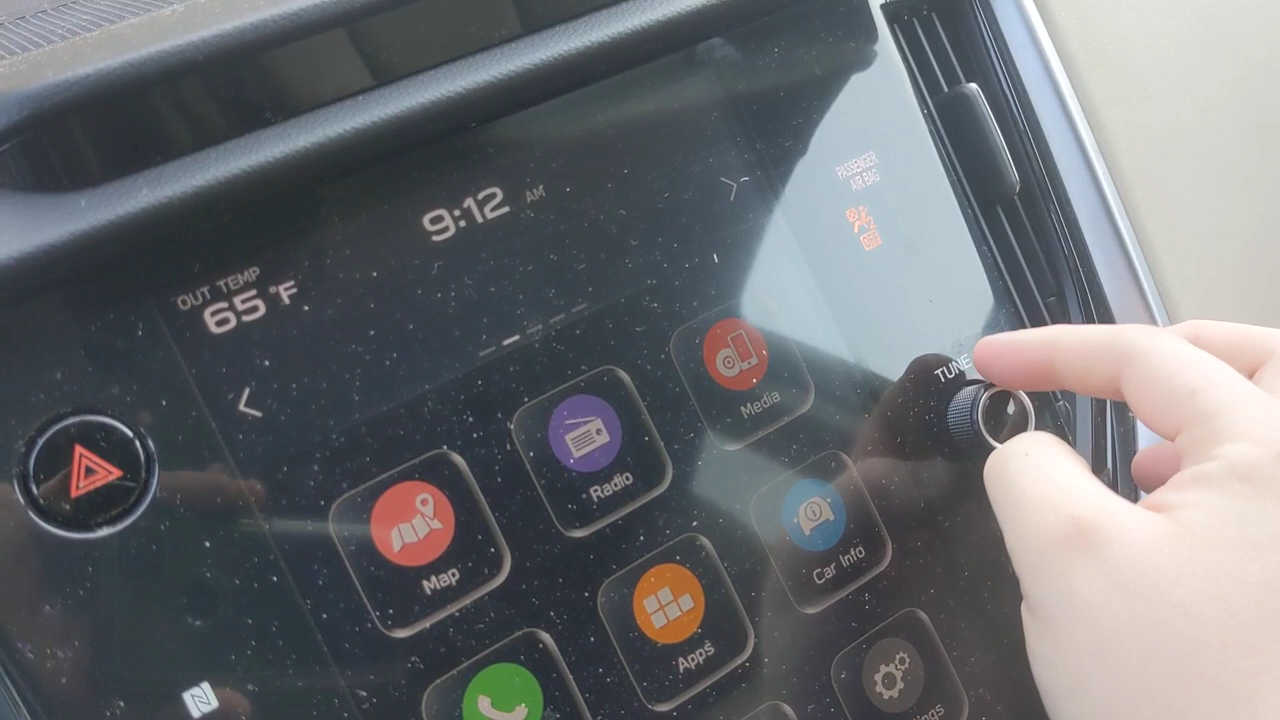 9:12 AM
OUT TEMP
65 °F
PASSENGER
AIR BAG
OFF
TUNE
Media
Radio
Map
Car Info
Apps